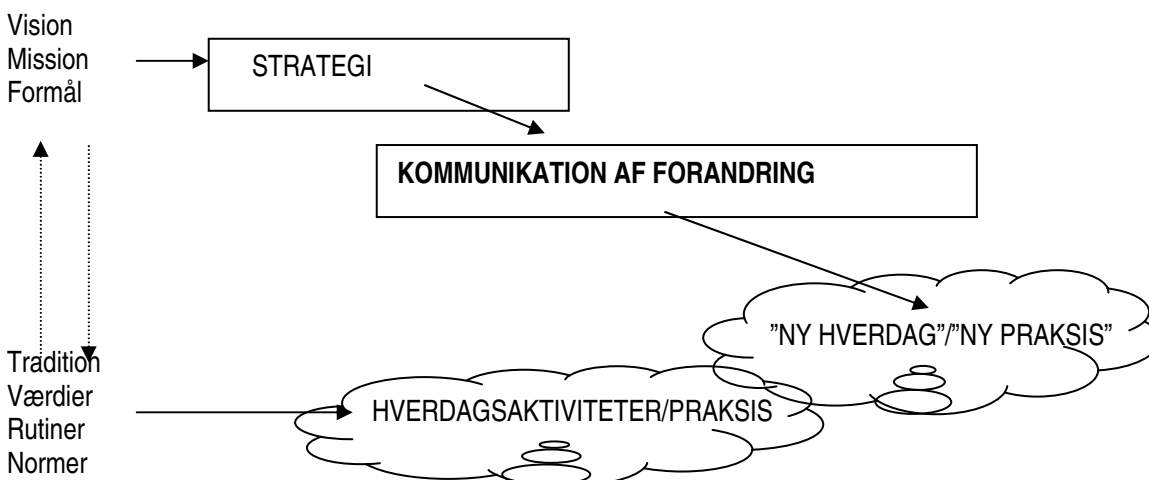 Vision
Mission
Formål
STRATEGI
KOMMUNIKATION AF FORANDRING
”NY HVERDAG”/”NY PRAKSIS”
Tradition
Værdier
Rutiner
Normer
HVERDAGSAKTIVITETER/PRAKSIS